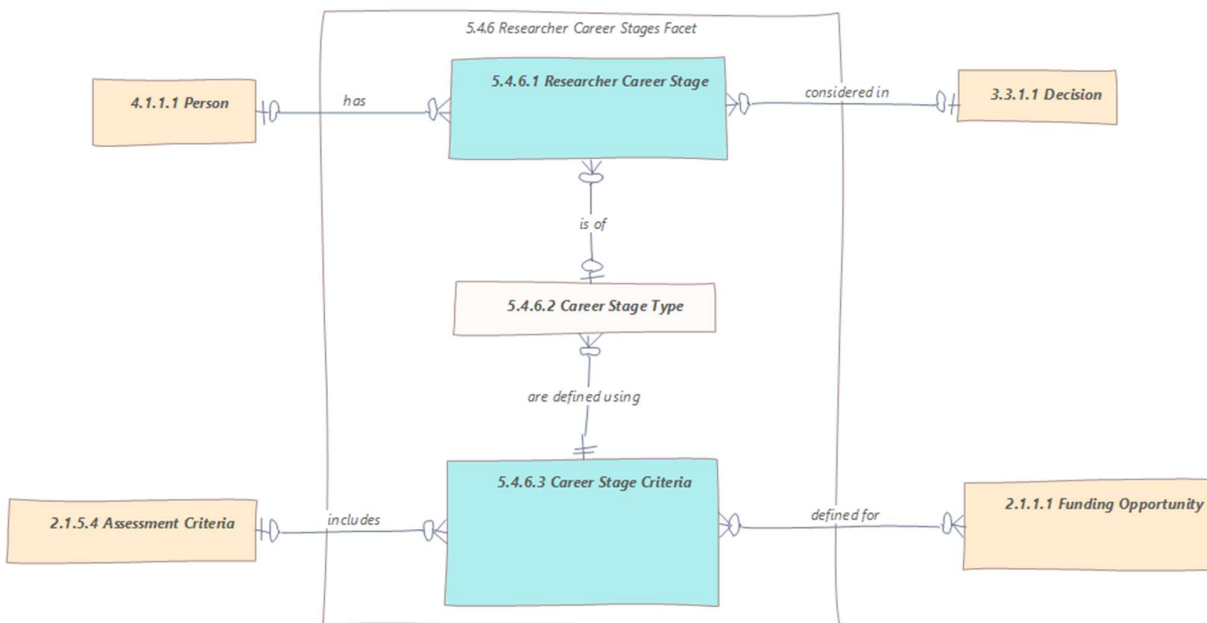 5.4.6 Researcher Career Stages Facet
5.4.6.1 Researcher Career Stage
4.1.1.1 Person
has
considered in
3.3.1.1 Decision
is of
5.4.6.2 Career Stage Type
are defined using
5.4.6.3 Career Stage Criteria
2.1.5.4 Assessment Criteria
includes
defined for
2.1.1.1 Funding Opportunity